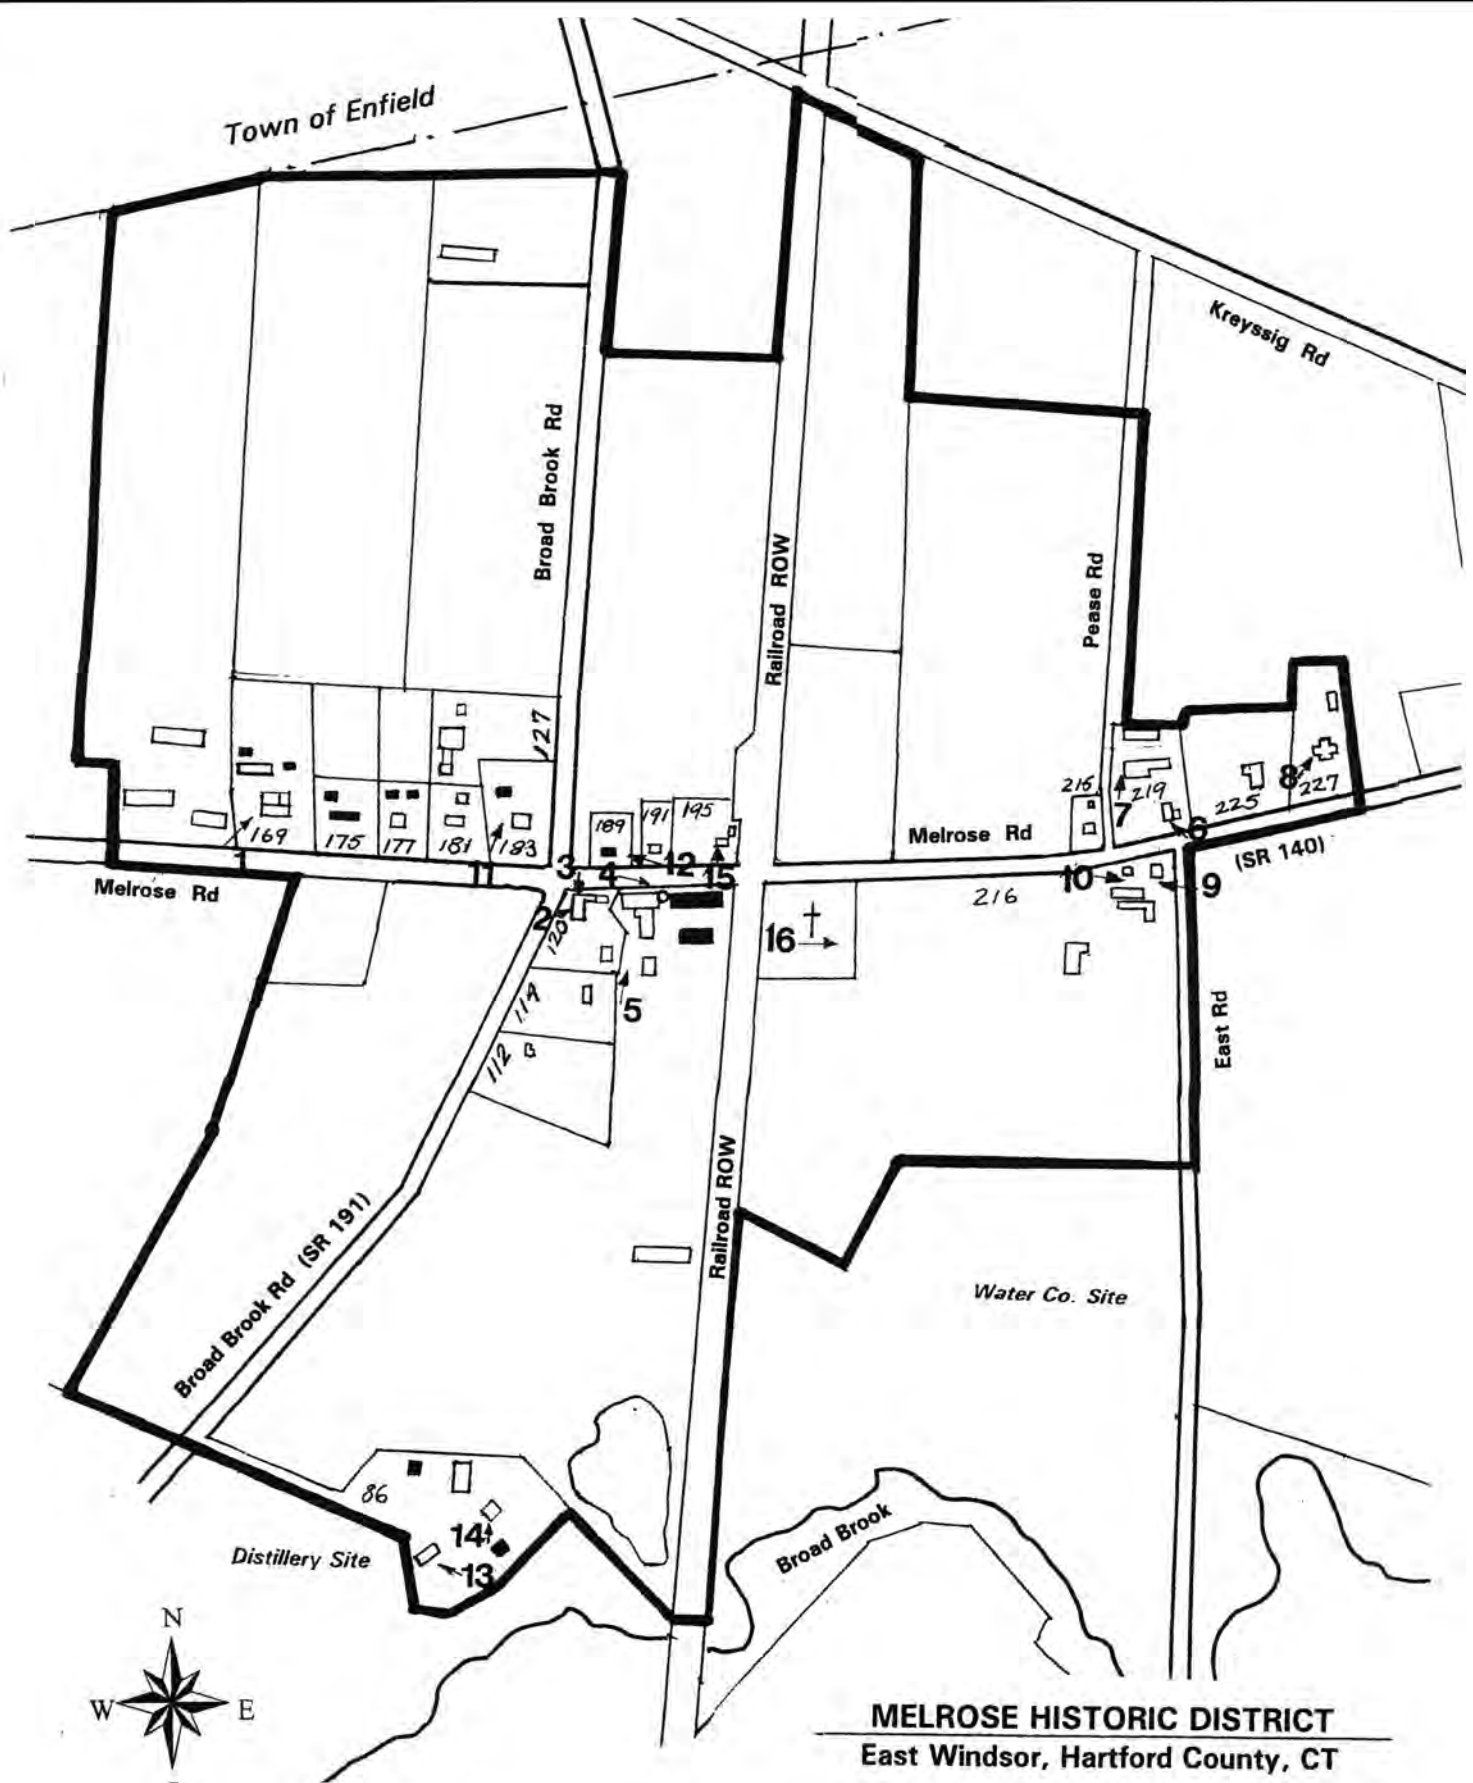 Town of Enfield
Kreyssig Rd
Broad Brook Rd
Railroad ROW
Pease Rd
127
8
227
7
219
225
6
(SR 140)
216
169
175
177
181
183
189
191
195
Melrose Rd
1
11
3
4
12
15
10
9
Melrose Rd
2
120
16
216
5
114
112
B
East Rd
Railroad ROW
Broad Brook Rd (SR 191)
Water Co. Site
86
14
13
Distillery Site
Broad Brook
N
W
E
MELROSE HISTORIC DISTRICT
East Windsor, Hartford County, CT